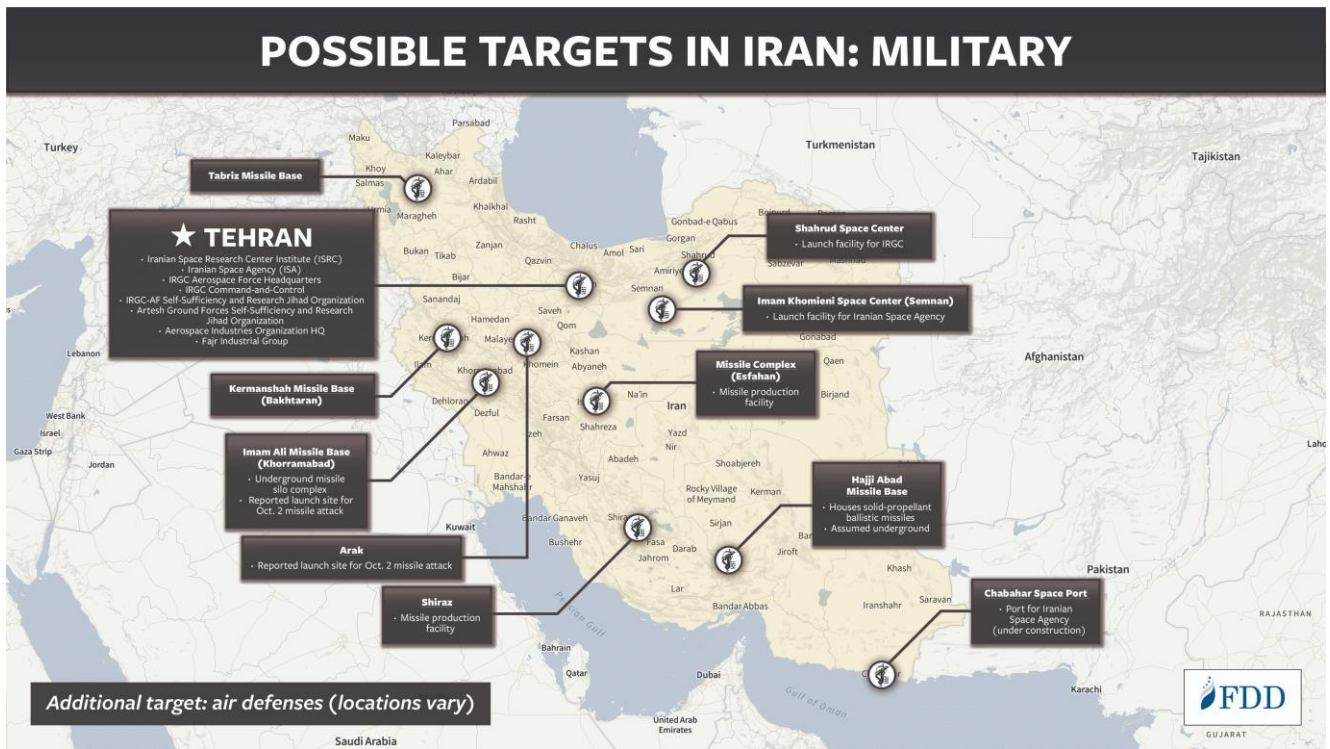 POSSIBLE TARGETS IN IRAN: MILITARY
Turkey
Turkmenistan
Tajikistan
Parsabad
Maku
Kaleybar
Khoy
Ahar
Salmas
Ardabil
Tabriz Missile Base
Maragheh
Khalkhal
Rasht
Gonbad-e Qabus
Gorgan
TEHRAN
· Iranian Space Research Center Institute (ISRC)
· Iranian Space Agency (ISA)
· IRGC Aerospace Force Headquarters
· IRGC Command-and-Control
· IRGC-AF Self-Sufficiency and Research Jihad Organization
· Artesh Ground Forces Self-Sufficiency and Research
Jihad Organization
· Aerospace Industries Organization HQ
· Fajr Industrial Group
Bukan
Tikab
Zanjan
Qazvin
Chalus
Amol
Sari
Shahrud
Shahrud Space Center
· Launch facility for IRGC
Sabzevar
Bijar
Semnan
Sanandaj
Imam Khomieni Space Center (Semnan)
· Launch facility for Iranian Space Agency
Hamedan
Saveh
Qom
Gonabad
Kashan
Khomein
Abyaneh
Qaen
Afghanistan
Lebanon
Kermanshah Missile Base
(Bakhtaran)
Missile Complex
(Esfahan)
· Missile production
facility
Dehloran
Dezful
Na'in
Iran
Birjand
West Bank
Israel
Gaza Strip
Jordan
Farsan
Shahreza
Yazd
Nir
Imam Ali Missile Base
(Khorramabad)
· Underground missile
silo complex
· Reported launch site for
Oct. 2 missile attack
Ahwaz
Abadeh
Shoabjereh
Bandar-e
Mahshahr
Yasuj
Rocky Village
of Meymand
Kerman
Hajji Abad
Missile Base
· Houses solid-propellant
ballistic missiles
· Assumed underground
Kuwait
Bandar Ganaveh
Sirjan
Bushehr
Fasa
Jahrom
Darab
Jiroft
Arak
· Reported launch site for Oct. 2 missile attack
Khash
Pakistan
Lar
Shiraz
· Missile production
facility
Bandar Abbas
Iranshahr
Saravan
Chabahar Space Port
· Port for Iranian
Space Agency
(under construction)
RAJASTHAN
Persian Gulf
Bahrain
Qatar
Dubai
Gulf of Oman
Karachi
Additional target: air defenses (locations vary)
United Arab
Emirates
Saudi Arabia
FDD
GUJARAT